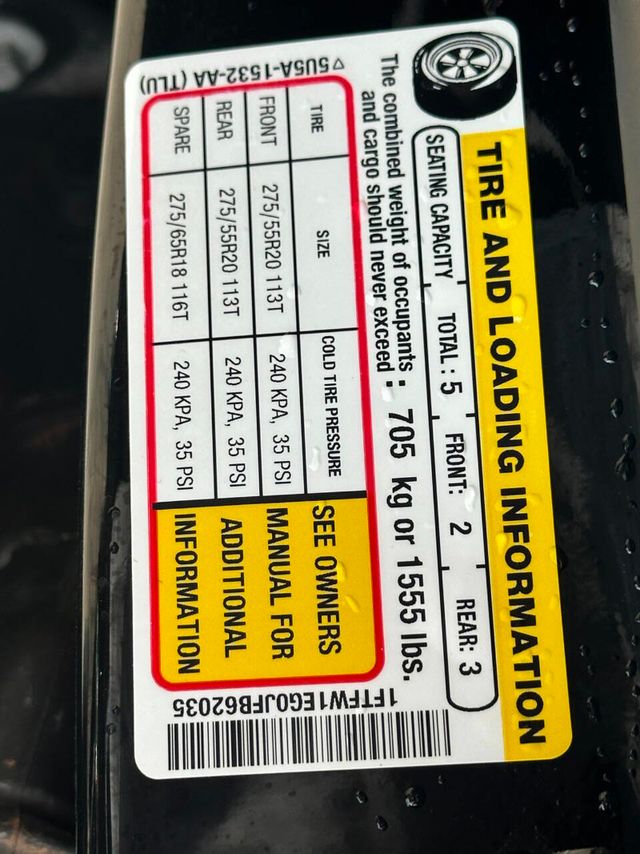 TIRE AND LOADING INFORMATION
SEATING CAPACITY TOTAL: 5 FRONT: 2 REAR: 3
The combined weight of occupants and cargo should never exceed : 705 kg or 1555 lbs.
TIRE SIZE COLD TIRE PRESSURE
FRONT 275/55R20 113T 240 KPA, 35 PSI
REAR 275/55R20 113T 240 KPA, 35 PSI
SPARE 275/65R18 116T 240 KPA, 35 PSI
SEE OWNERS
MANUAL FOR
ADDITIONAL
INFORMATION
5U5A-1532-AA (TLU)
1FTFW1EG0JFB62035